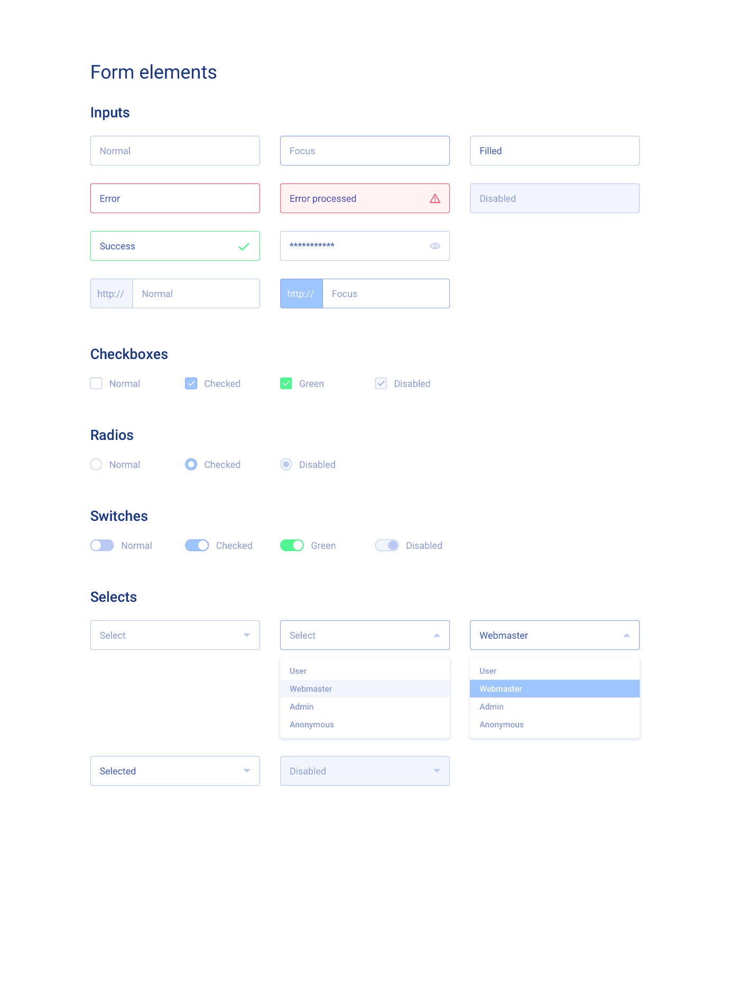 Form elements
Inputs
Normal
Focus
Filled
Error
Error processed
Disabled
Success
***********
http://
Normal
http://
Focus
Checkboxes
Normal
Checked
Green
Disabled
Radios
Normal
Checked
Disabled
Switches
Normal
Checked
Green
Disabled
Selects
Select
Select
Webmaster
User
Webmaster
Admin
Anonymous
User
Webmaster
Admin
Anonymous
Selected
Disabled